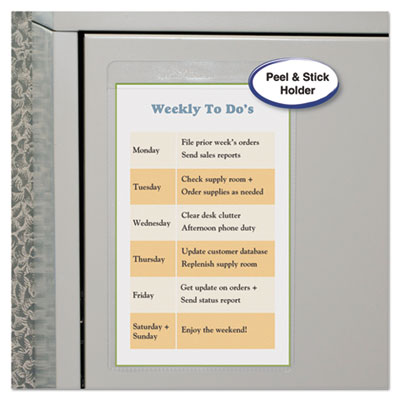 Peel & Stick
Holder
Weekly To Do's
Monday
File prior week's orders
Send sales reports
Tuesday
Check supply room +
Order supplies as needed
Wednesday
Clear desk clutter
Afternoon phone duty
Thursday
Update customer database
Replenish supply room
Friday
Get update on orders +
Send status report
Saturday +
Sunday
Enjoy the weekend!